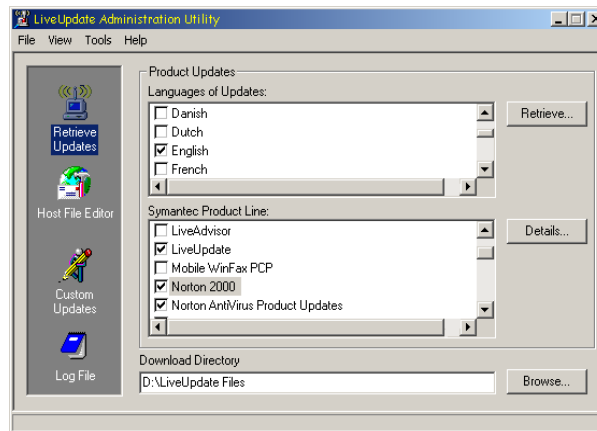 LiveUpdate Administration Utility
File View Tools Help
Retrieve
Updates
Host File Editor
Custom
Updates
Log File
Product Updates
Languages of Updates:
Danish
Dutch
English
French
Retrieve...
Symantec Product Line:
LiveAdvisor
LiveUpdate
Mobile WinFax PCP
Norton 2000
Norton AntiVirus Product Updates
Details...
Download Directory
D:\LiveUpdate Files
Browse...